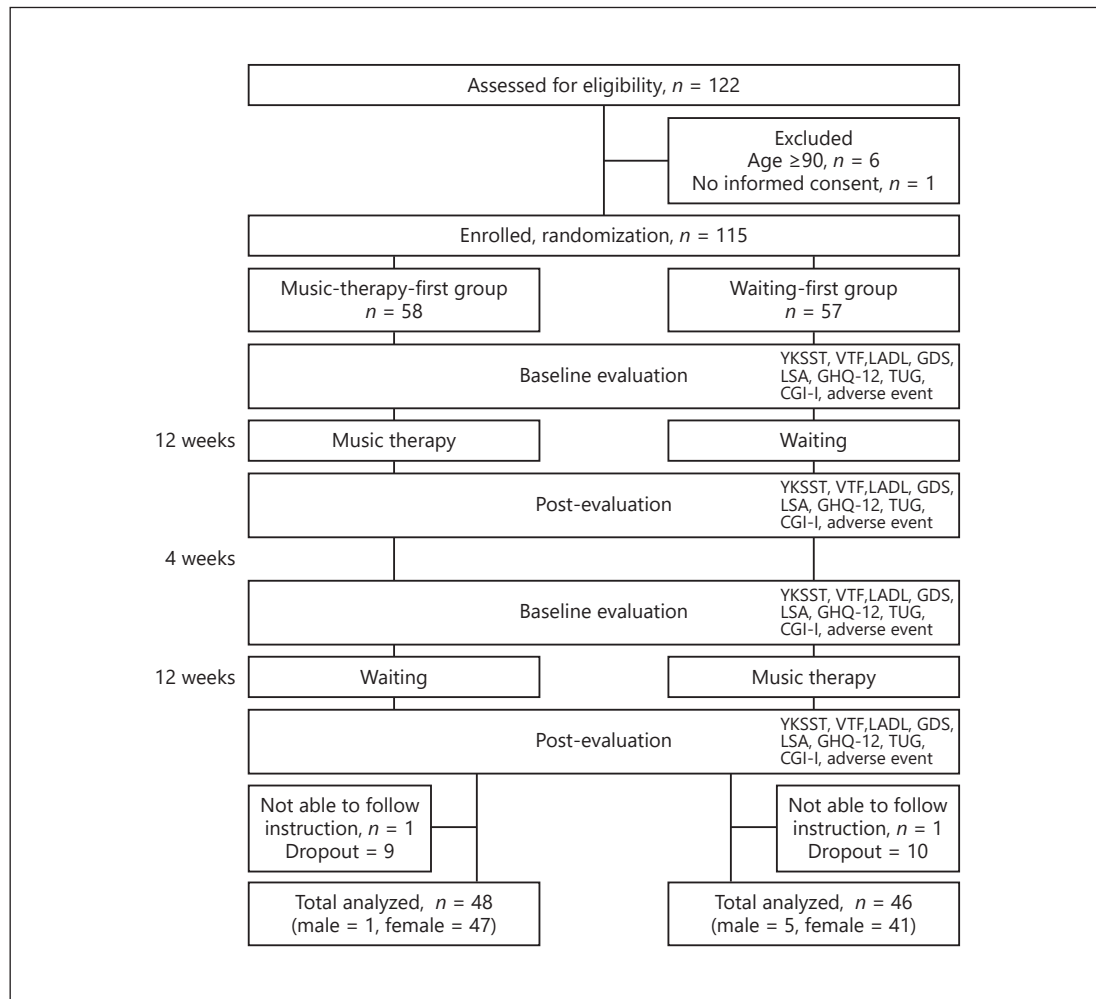 Assessed for eligibility, n = 122
Excluded
Age ≥90, n = 6
No informed consent, n = 1
Enrolled, randomization, n = 115
Music-therapy-first group
n = 58
Waiting-first group
n = 57
Baseline evaluation
YKSST, VTF,LADL, GDS,
LSA, GHQ-12, TUG,
CGI-I, adverse event
12 weeks
Music therapy
Waiting
Post-evaluation
YKSST, VTF,LADL, GDS,
LSA, GHQ-12, TUG,
CGI-I, adverse event
4 weeks
Baseline evaluation
YKSST, VTF,LADL, GDS,
LSA, GHQ-12, TUG,
CGI-I, adverse event
12 weeks
Waiting
Music therapy
Post-evaluation
YKSST, VTF,LADL, GDS,
LSA, GHQ-12, TUG,
CGI-I, adverse event
Not able to follow
instruction, n = 1
Dropout = 9
Not able to follow
instruction, n = 1
Dropout = 10
Total analyzed, n = 48
(male = 1, female = 47)
Total analyzed, n = 46
(male = 5, female = 41)